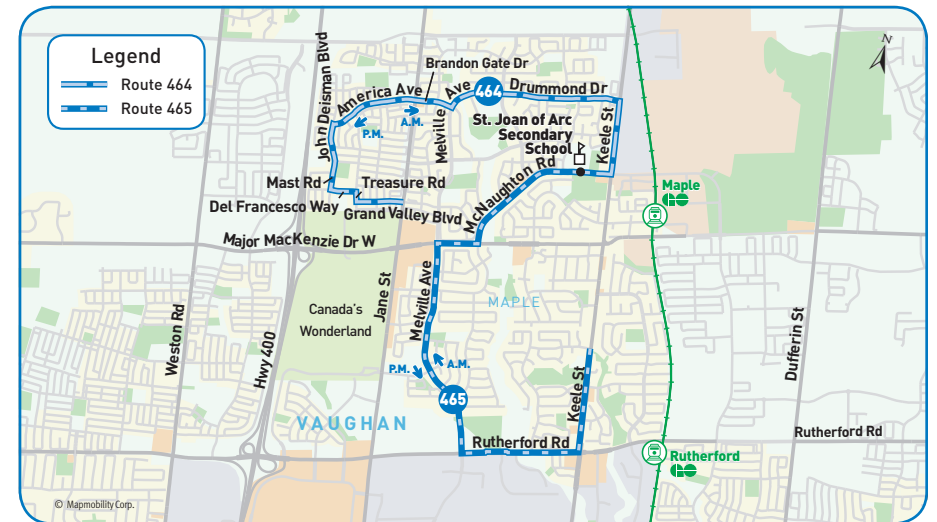 Legend
Route 464
Route 465
N
John Deisman Blvd
America Ave
Brandon Gate Dr
Melville Ave
464
Drummond Dr
P.M.
A.M.
St. Joan of Arc
Secondary
School
Keele St
McNaughton Rd
Mast Rd
Treasure Rd
Del Francesco Way
Grand Valley Blvd
Maple
GO
Major MacKenzie Dr W
Weston Rd
Hwy 400
Canada's
Wonderland
Jane St
Melville Ave
MAPLE
Dufferin St
P.M.
A.M.
465
Keele St
VAUGHAN
Rutherford Rd
Rutherford Rd
Rutherford
GO
© Mapmobility Corp.